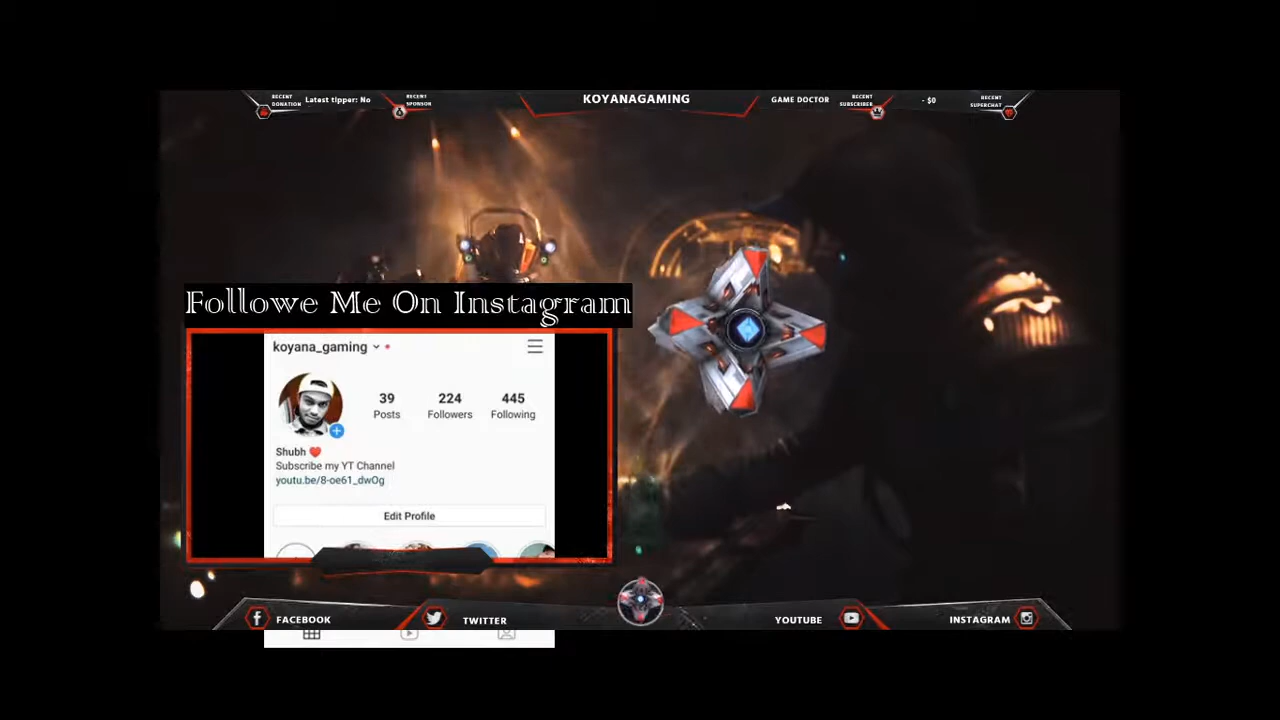 RECENT
DONATION
Latest tipper: No
RECENT
SPONSOR
KOYANAGAMING
GAME DOCTOR
RECENT
SUBSCRIBER
- $0
RECENT
SUPERCHAT
Followe Me On Instagram
koyana_gaming
39 224 445
Posts Followers Following
Shubh
Subscribe my YT Channel
youtu.be/8-oe61_dwOg
Edit Profile
FACEBOOK
TWITTER
YOUTUBE
INSTAGRAM